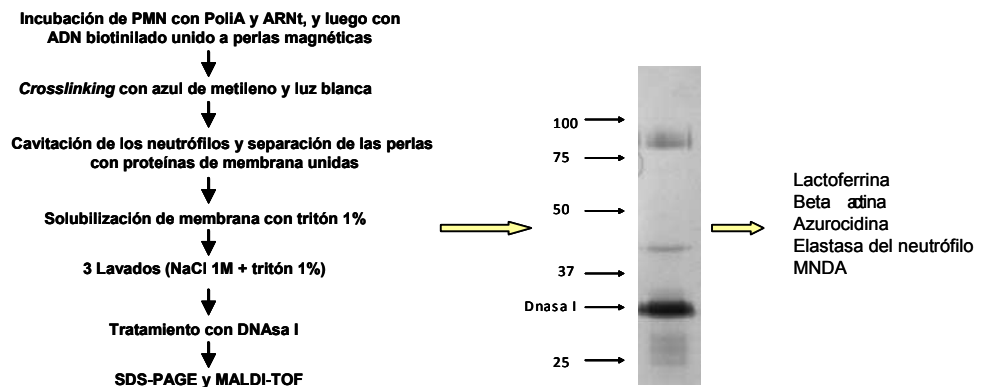 Incubación de PMN con PoliA y ARNt, y luego con
ADN biotinilado unido a perlas magnéticas
Crosslinking con azul de metileno y luz blanca
Cavitación de los neutrófilos y separación de las perlas
con proteínas de membrana unidas
Solubilización de membrana con tritón 1%
3 Lavados (NaCl 1M + tritón 1%)
Tratamiento con DNAsa I
SDS-PAGE y MALDI-TOF
100
75
50
37
Dnasa I
25
Lactoferrina
Beta actina
Azurocidina
Elastasa del neutrófilo
MNDA